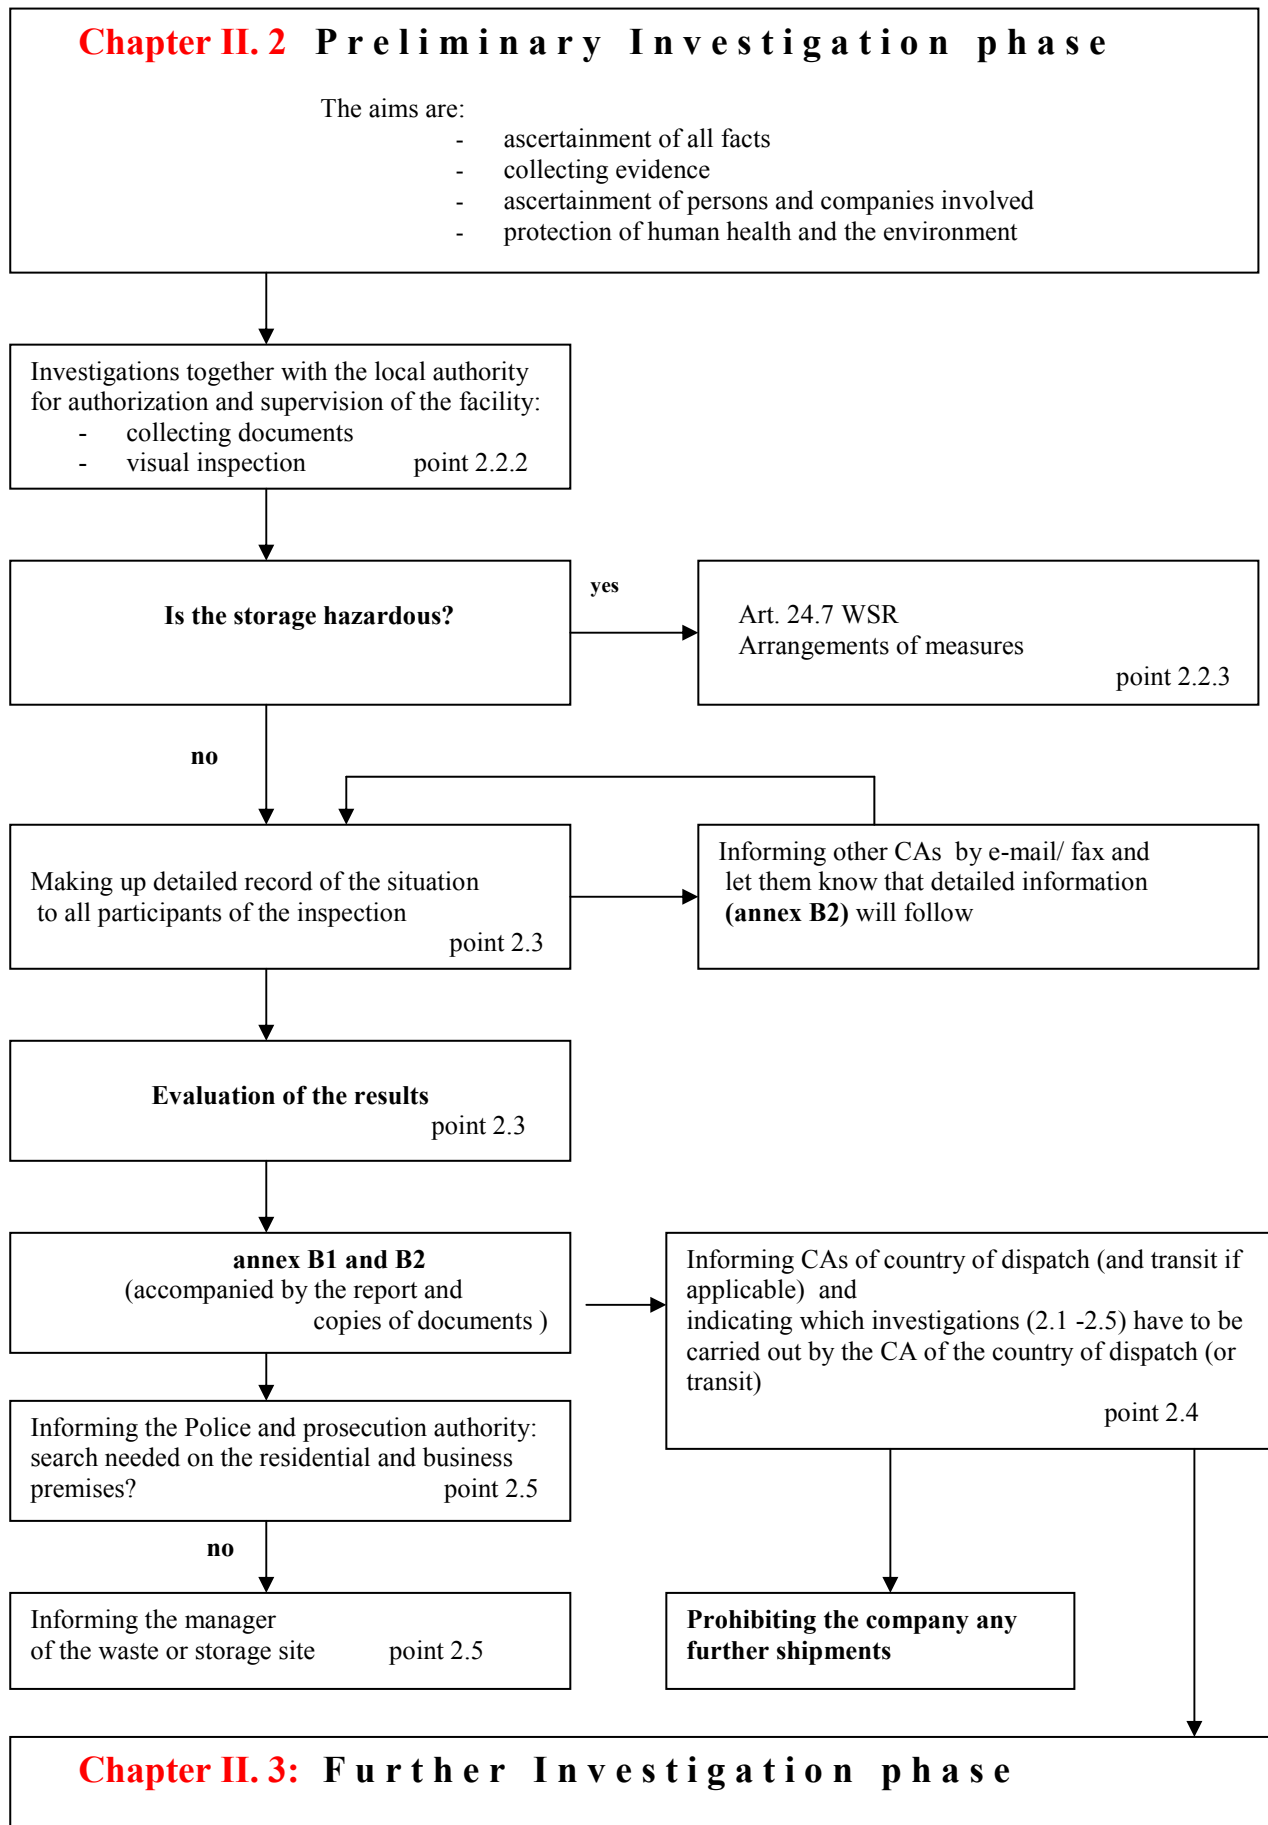 Chapter II. 2 Preliminary Investigation phase
The aims are:
- ascertainment of all facts
- collecting evidence
- ascertainment of persons and companies involved
- protection of human health and the environment
Investigations together with the local authority
for authorization and supervision of the facility:
- collecting documents
- visual inspection point 2.2.2
Is the storage hazardous?
yes
Art. 24.7 WSR
Arrangements of measures
point 2.2.3
no
Making up detailed record of the situation
to all participants of the inspection
point 2.3
Informing other CAs by e-mail/ fax and
let them know that detailed information
(annex B2) will follow
Evaluation of the results
point 2.3
annex B1 and B2
(accompanied by the report and
copies of documents )
Informing CAs of country of dispatch (and transit if
applicable) and
indicating which investigations (2.1 -2.5) have to be
carried out by the CA of the country of dispatch (or
transit)
point 2.4
Informing the Police and prosecution authority:
search needed on the residential and business
premises? point 2.5
no
Informing the manager
of the waste or storage site point 2.5
Prohibiting the company any
further shipments
Chapter II. 3: Further Investigation phase